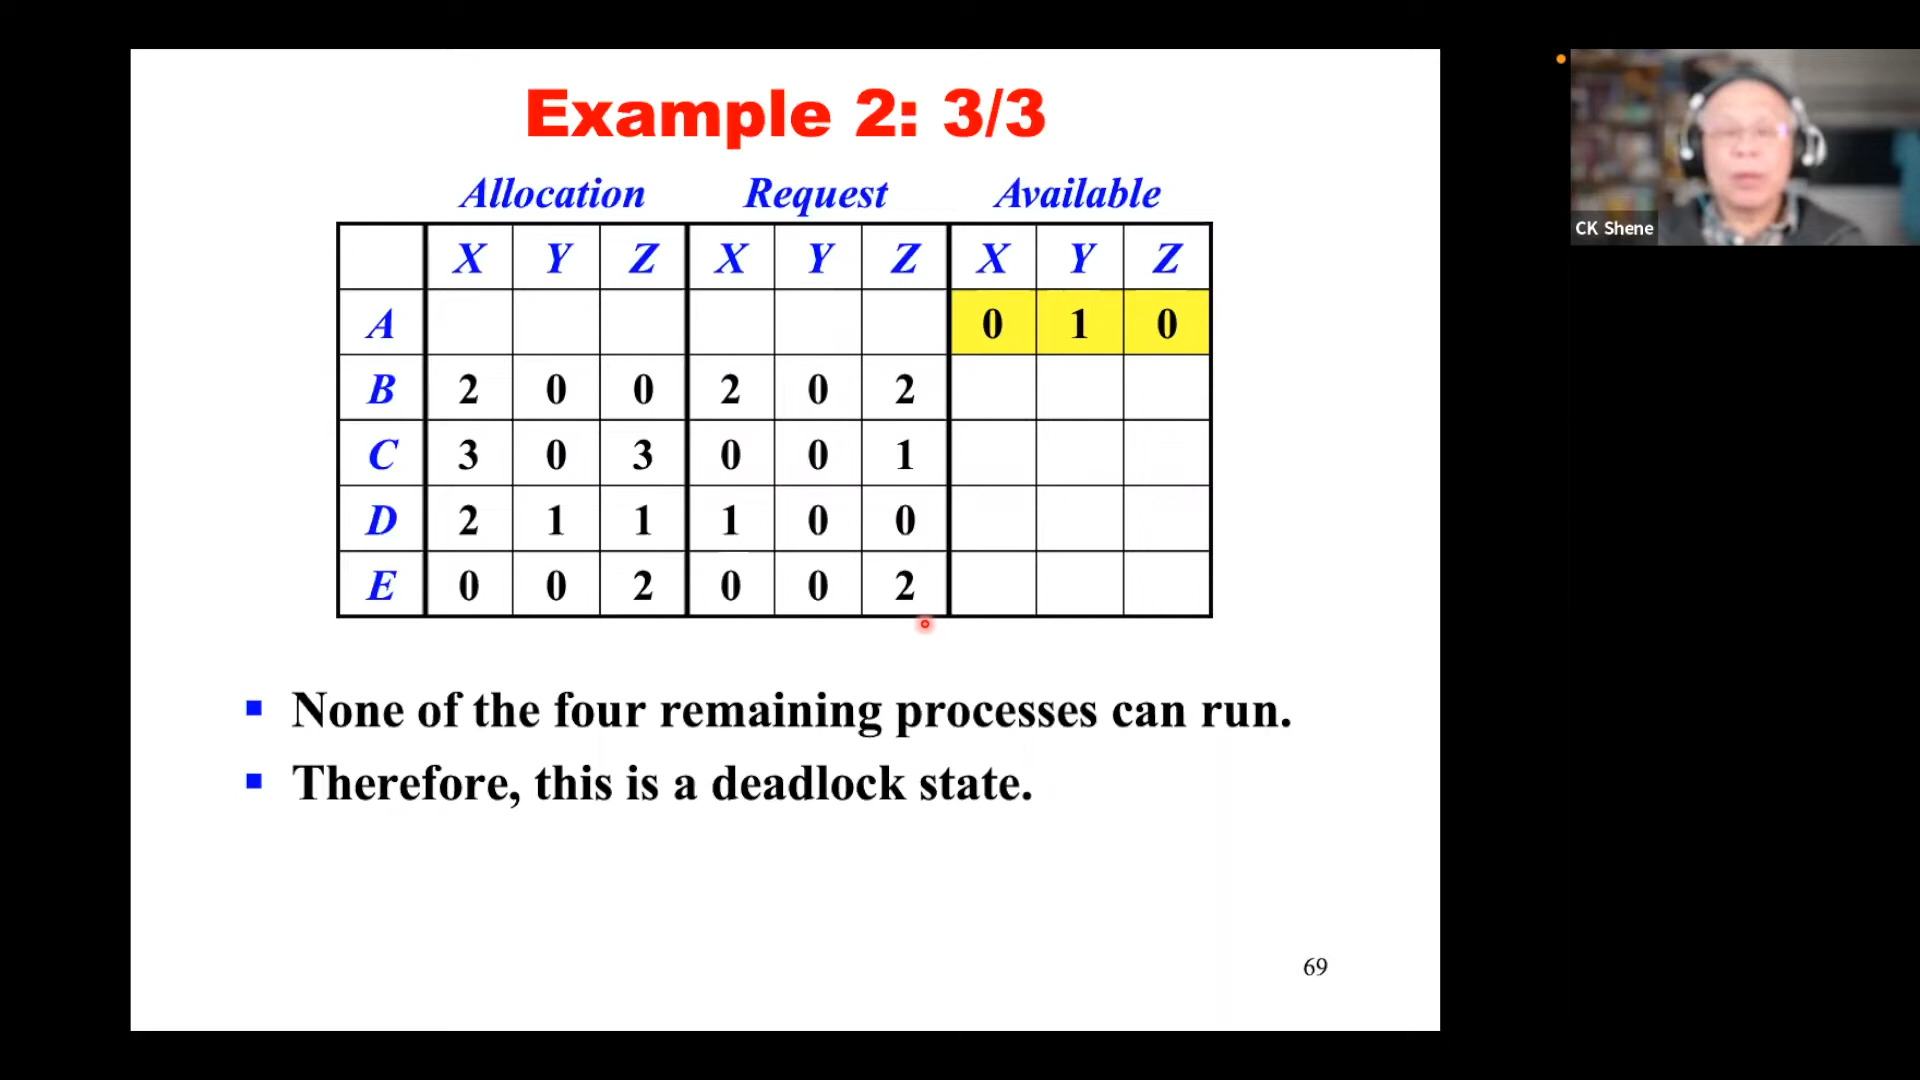 Example 2: 3/3
CK Shene
Allocation Request Available
X Y Z X Y Z X Y Z
A 0 1 0
B 2 0 0 2 0 2
C 3 0 3 0 0 1
D 2 1 1 1 0 0
E 0 0 2 0 0 2
▪ None of the four remaining processes can run.
▪ Therefore, this is a deadlock state.
69